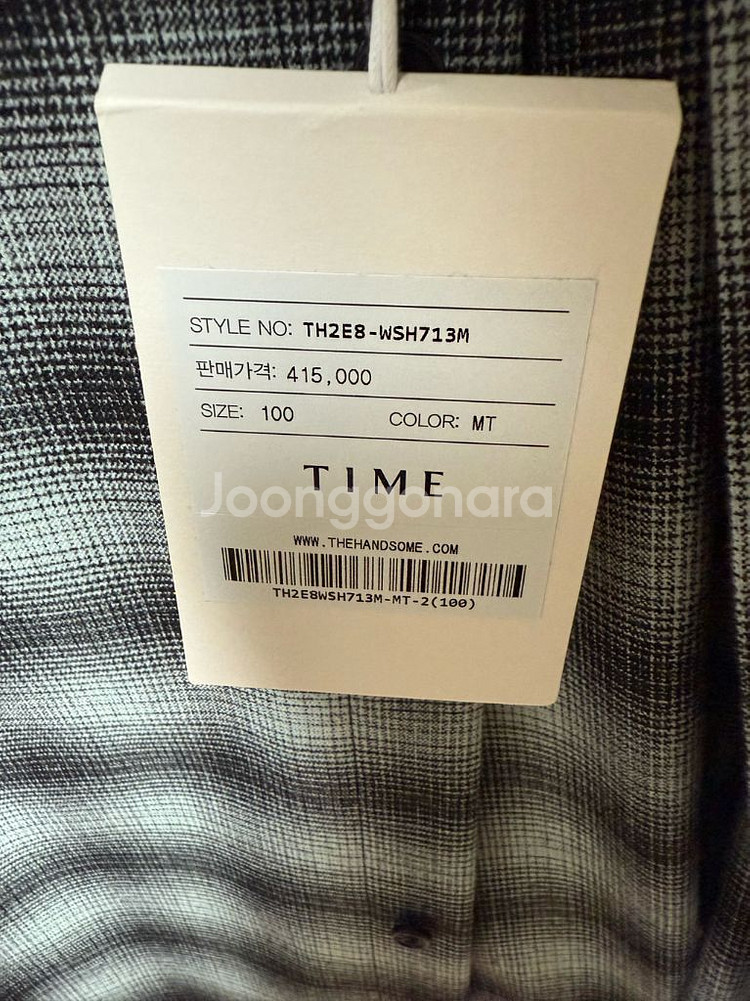 STYLE NO: TH2E8-WSH713M
판매가격: 415,000
SIZE: 100 COLOR: MT
TIME
Joonggonara
WWW.THEHANDSOME.COM
TH2E8WSH713M-MT-2(100)